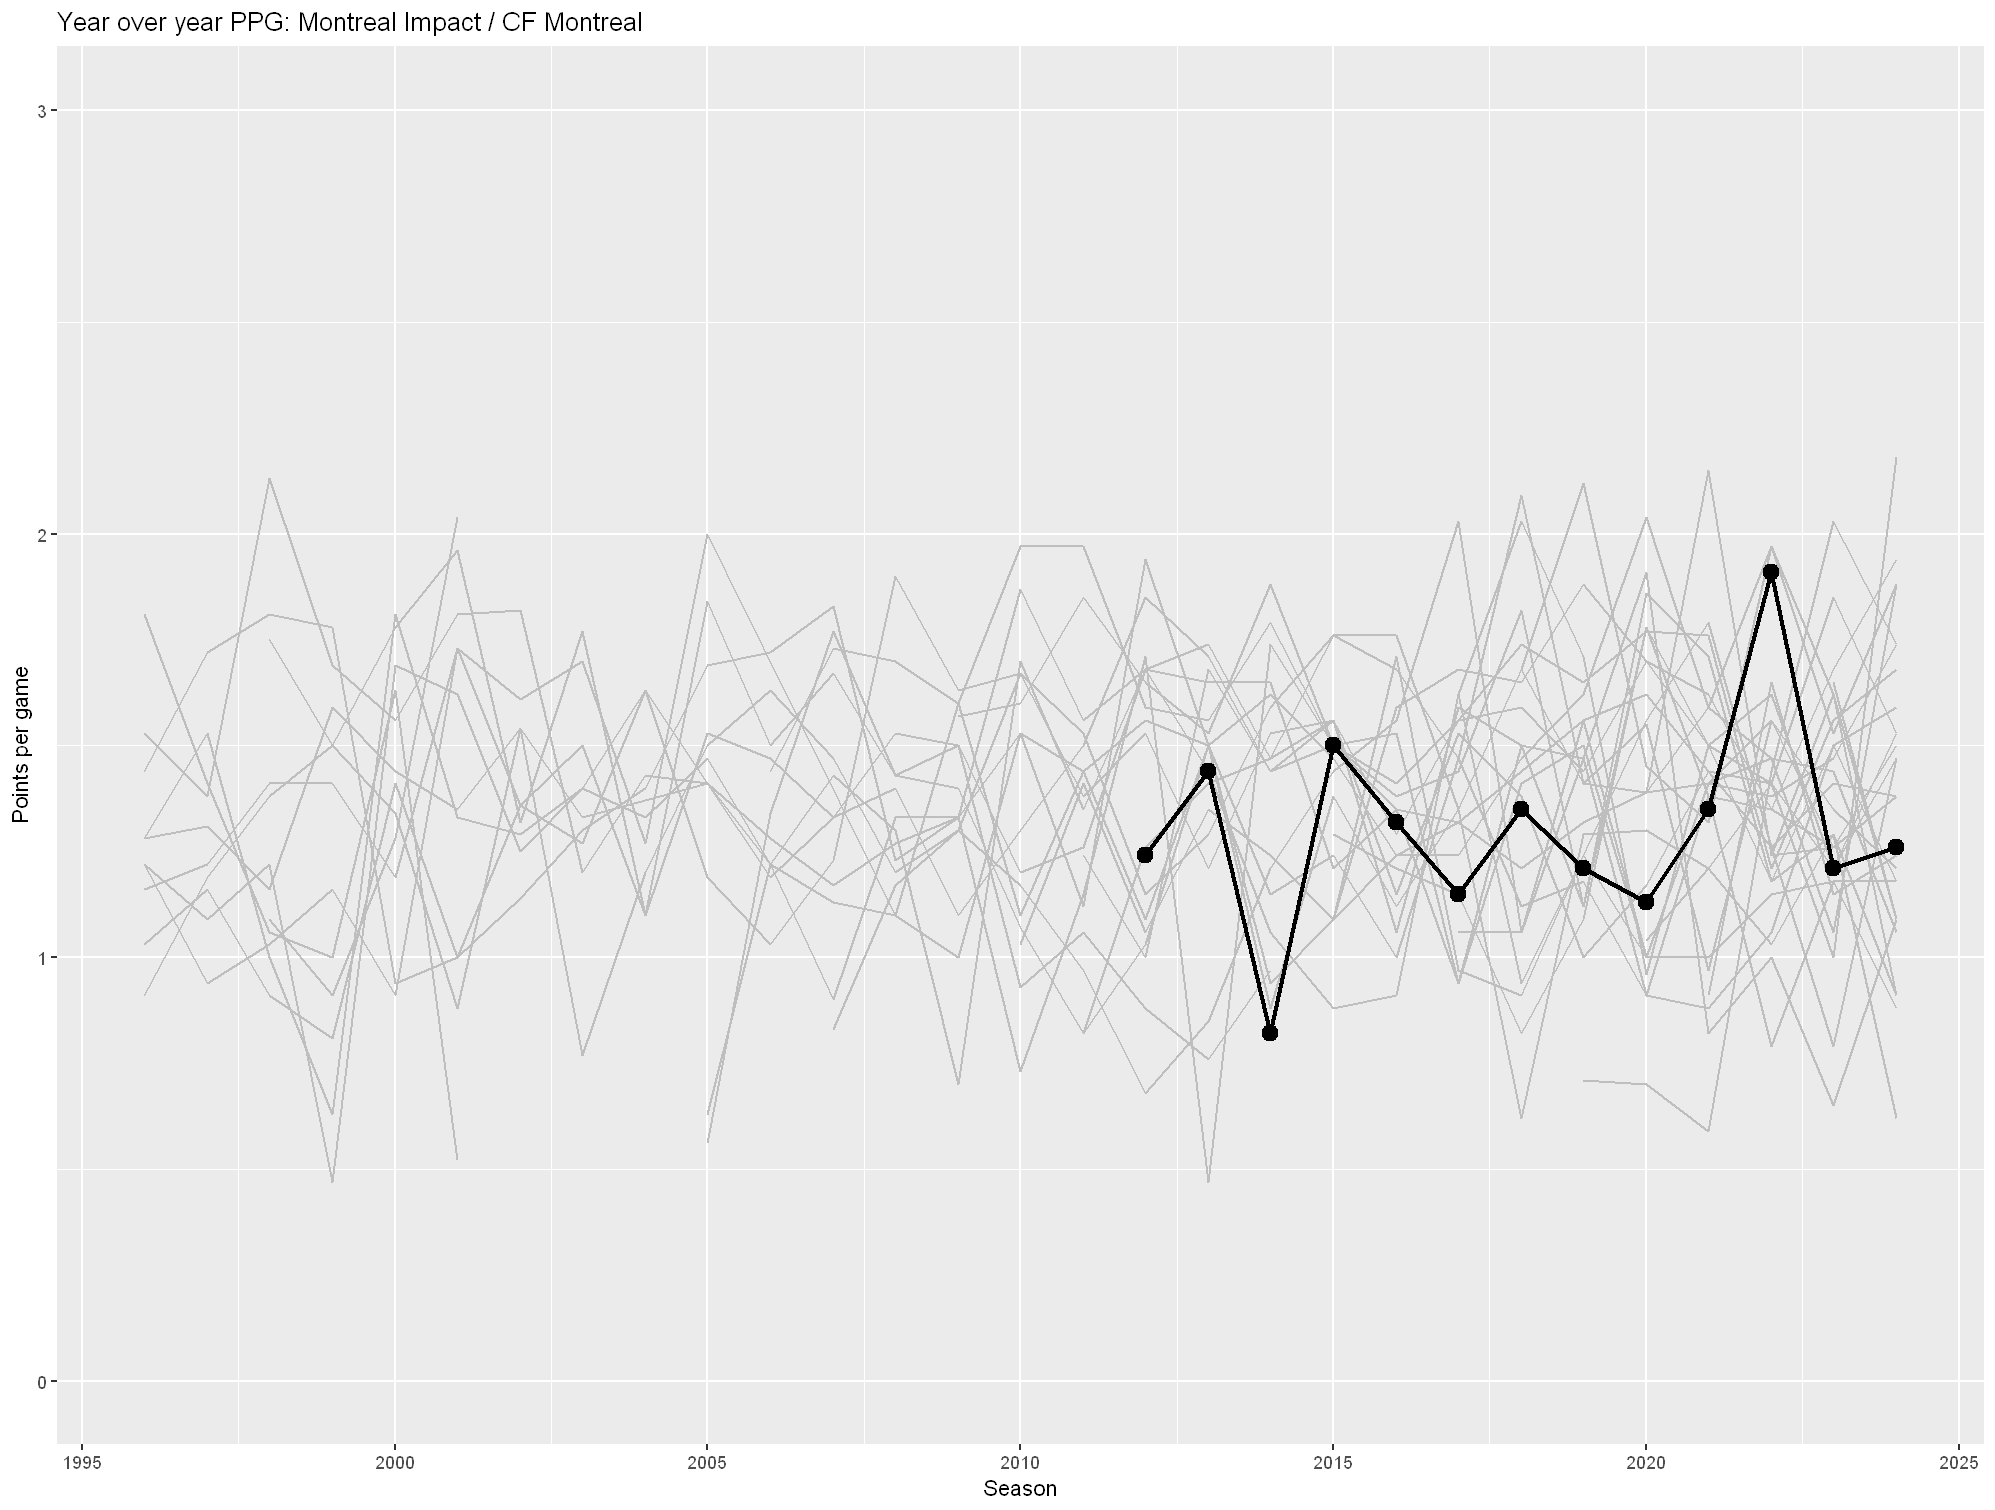 Year over year PPG: Montreal Impact / CF Montreal
3
2
1
0
Points per game
1995 2000 2005 2010 2015 2020 2025
Season